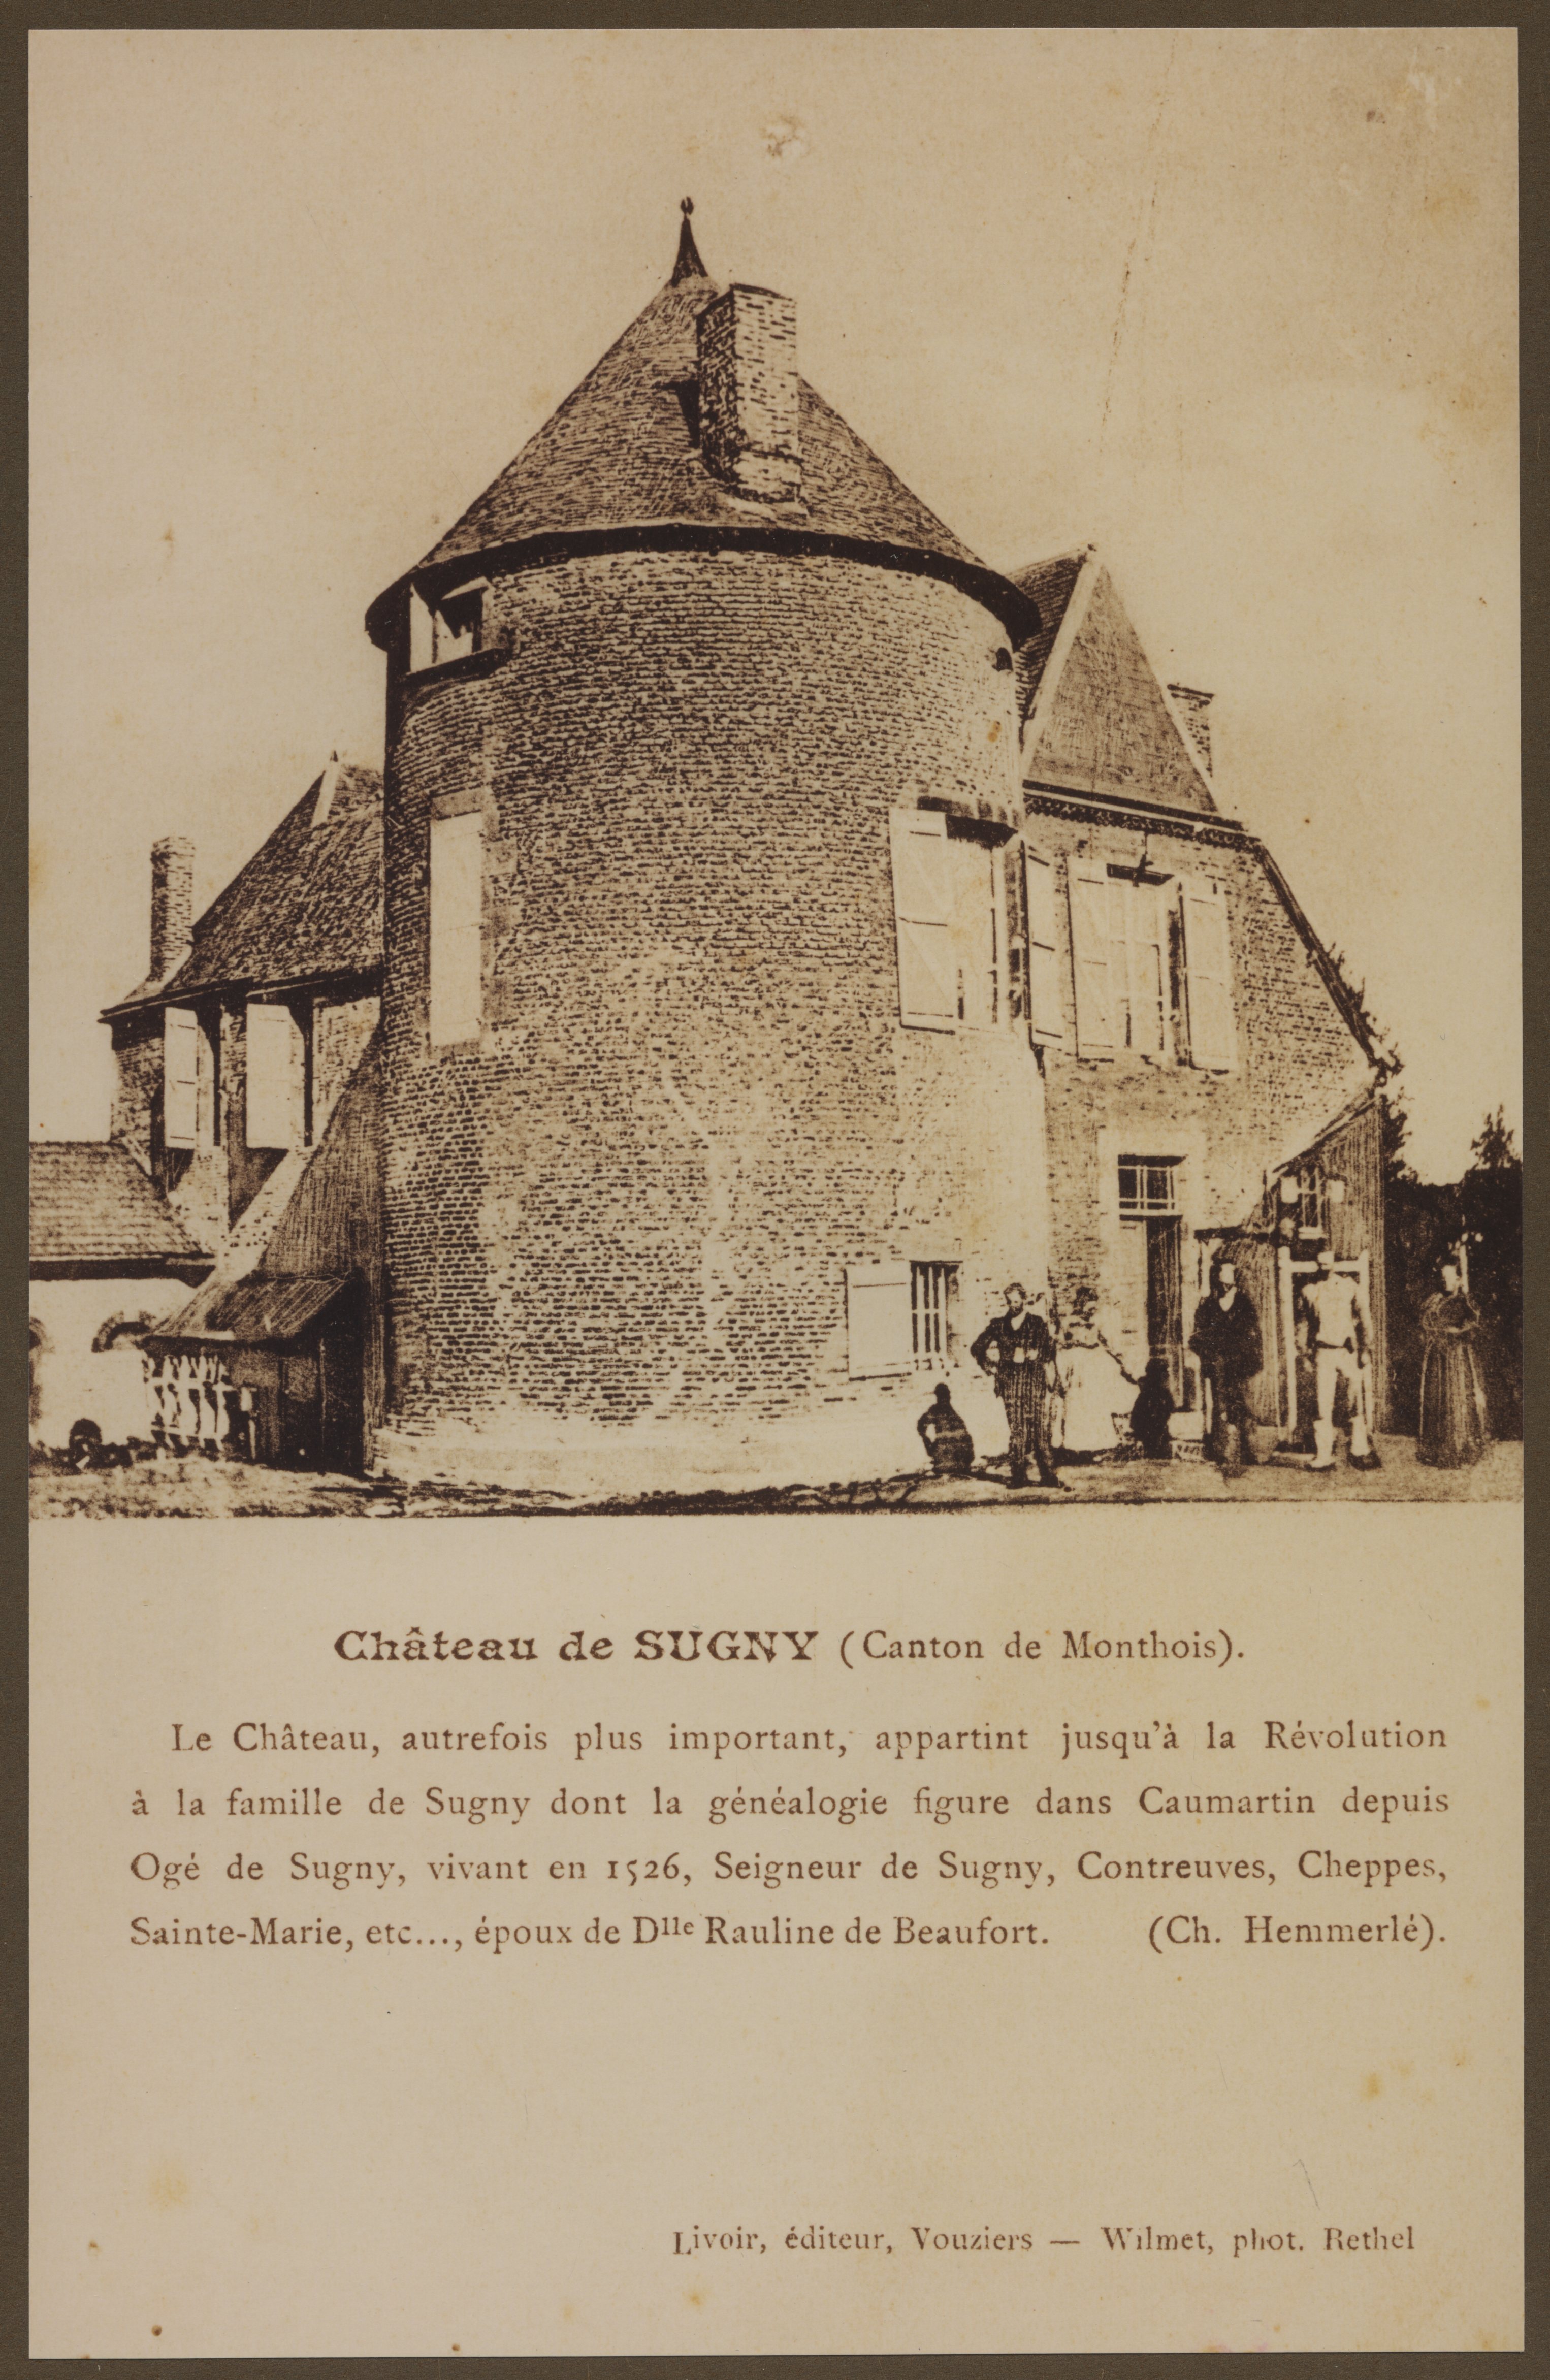 Château de SUGNY (Canton de Monthois).
Le Château, autrefois plus important, appartint jusqu'à la Révolution
à la famille de Sugny dont la généalogie figure dans Caumartin depuis
Ogé de Sugny, vivant en 1526, Seigneur de Sugny, Contreuves, Cheppes,
Sainte-Marie, etc..., époux de Dlle Rauline de Beaufort. (Ch. Hemmerlé).
Livoir, éditeur, Vouziers — Wilmet, phot. Rethel